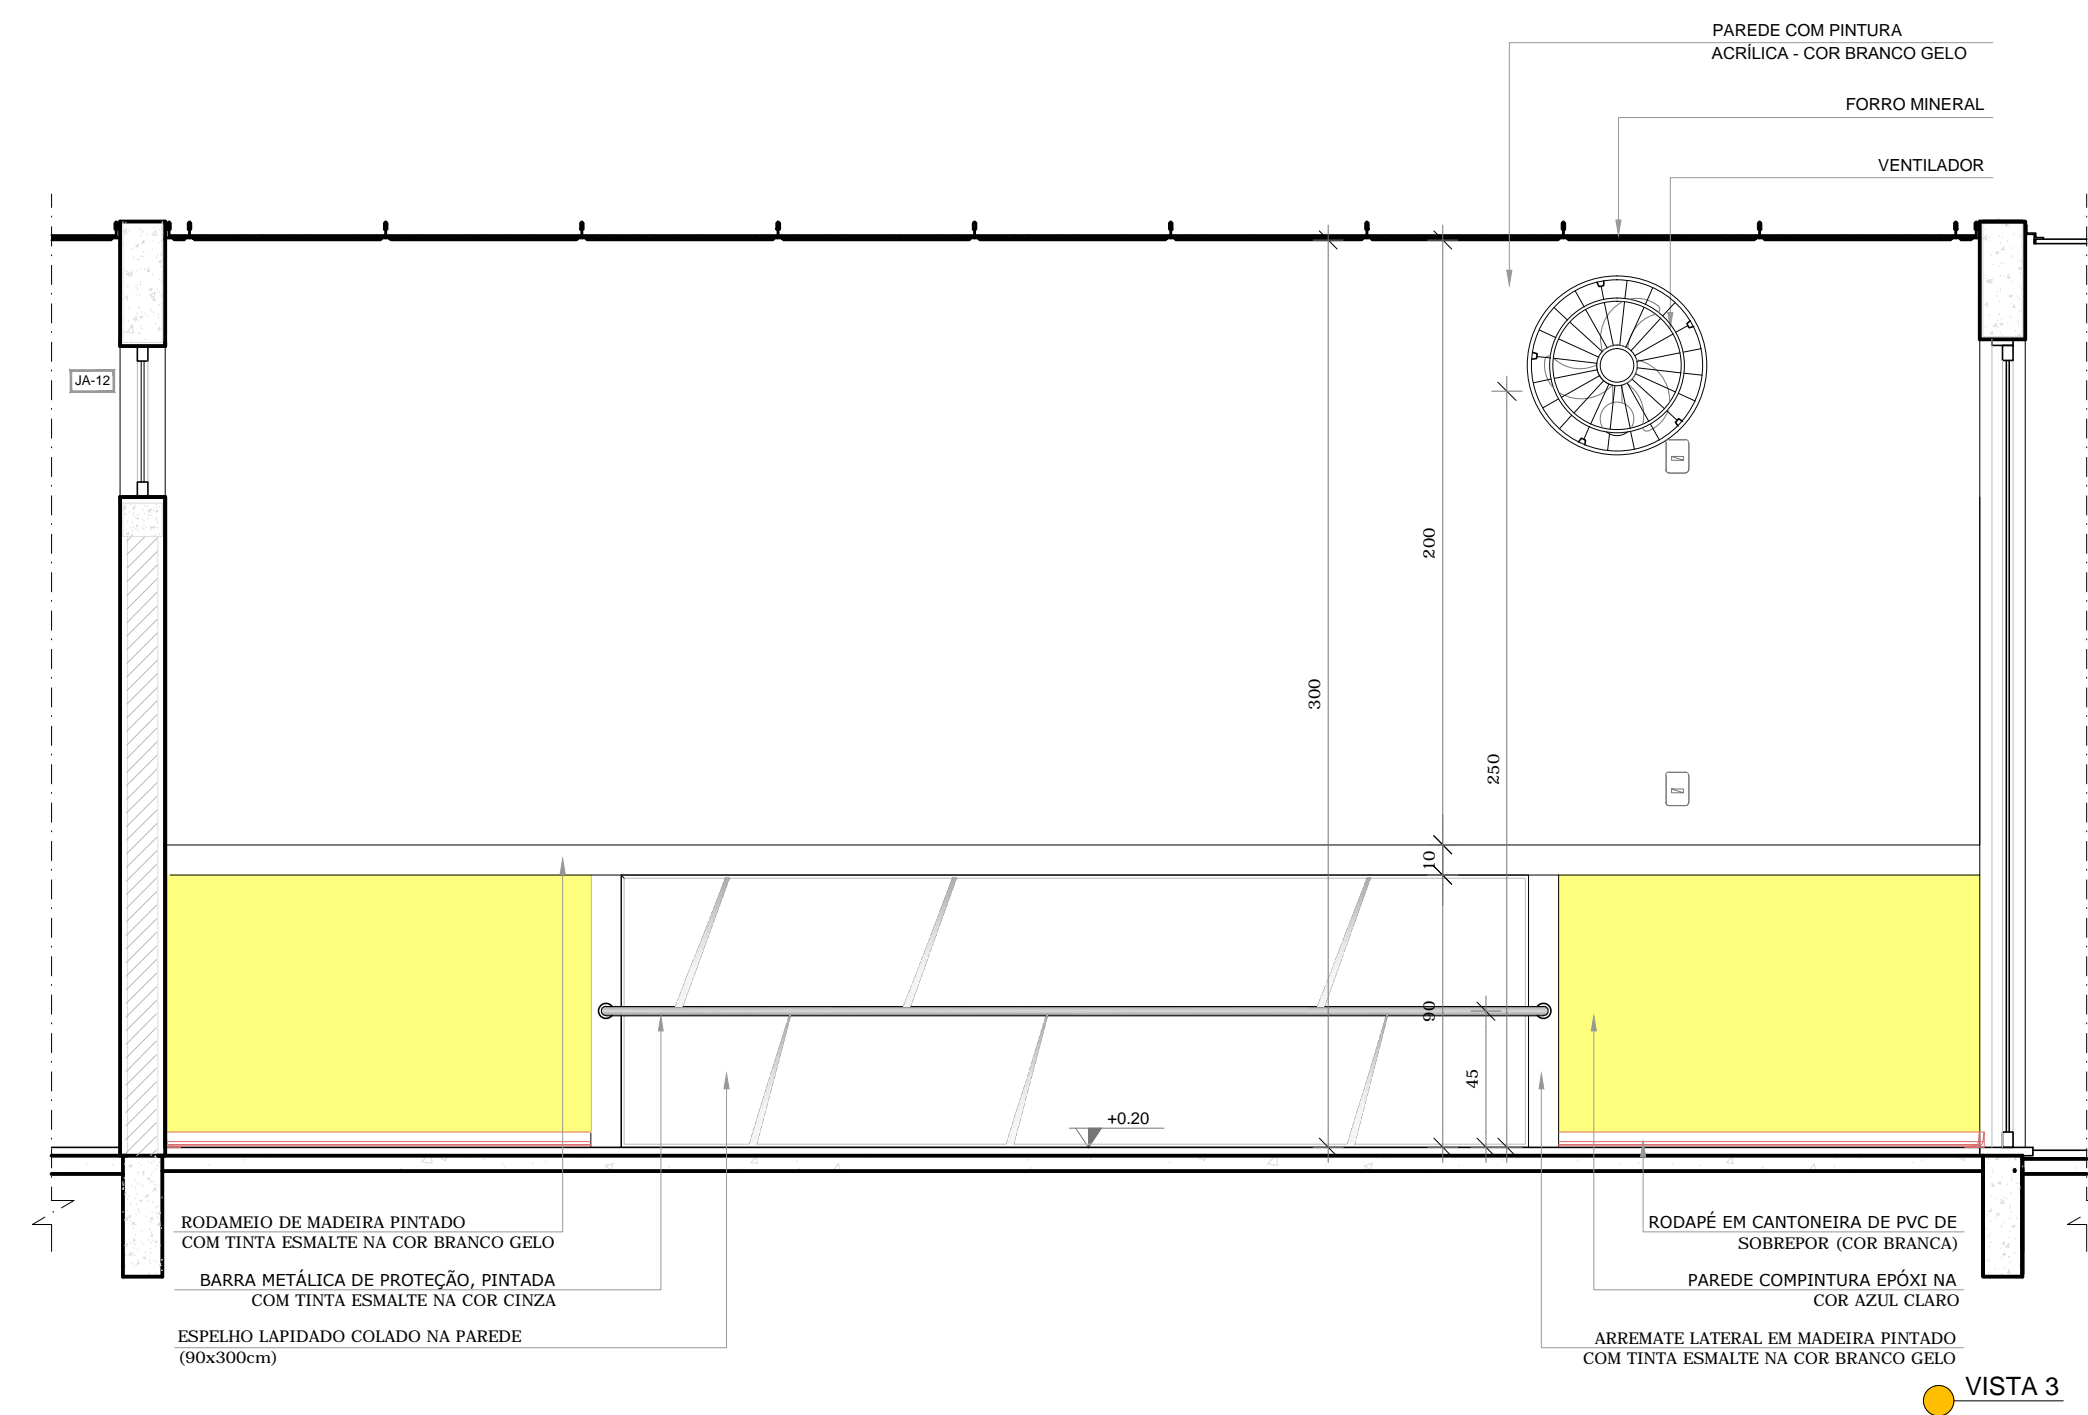 PAREDE COM PINTURA
ACRÍLICA - COR BRANCO GELO
FORRO MINERAL
VENTILADOR
JA-12
200
300
250
10
90
45
+0.20
RODAMEIO DE MADEIRA PINTADO
COM TINTA ESMALTE NA COR BRANCO GELO
BARRA METÁLICA DE PROTEÇÃO, PINTADA
COM TINTA ESMALTE NA COR CINZA
ESPELHO LAPIDADO COLADO NA PAREDE
(90x300cm)
RODAPÉ EM CANTONEIRA DE PVC DE
SOBREPOR (COR BRANCA)
PAREDE COMPINTURA EPÓXI NA
COR AZUL CLARO
ARREMATE LATERAL EM MADEIRA PINTADO
COM TINTA ESMALTE NA COR BRANCO GELO
VISTA 3